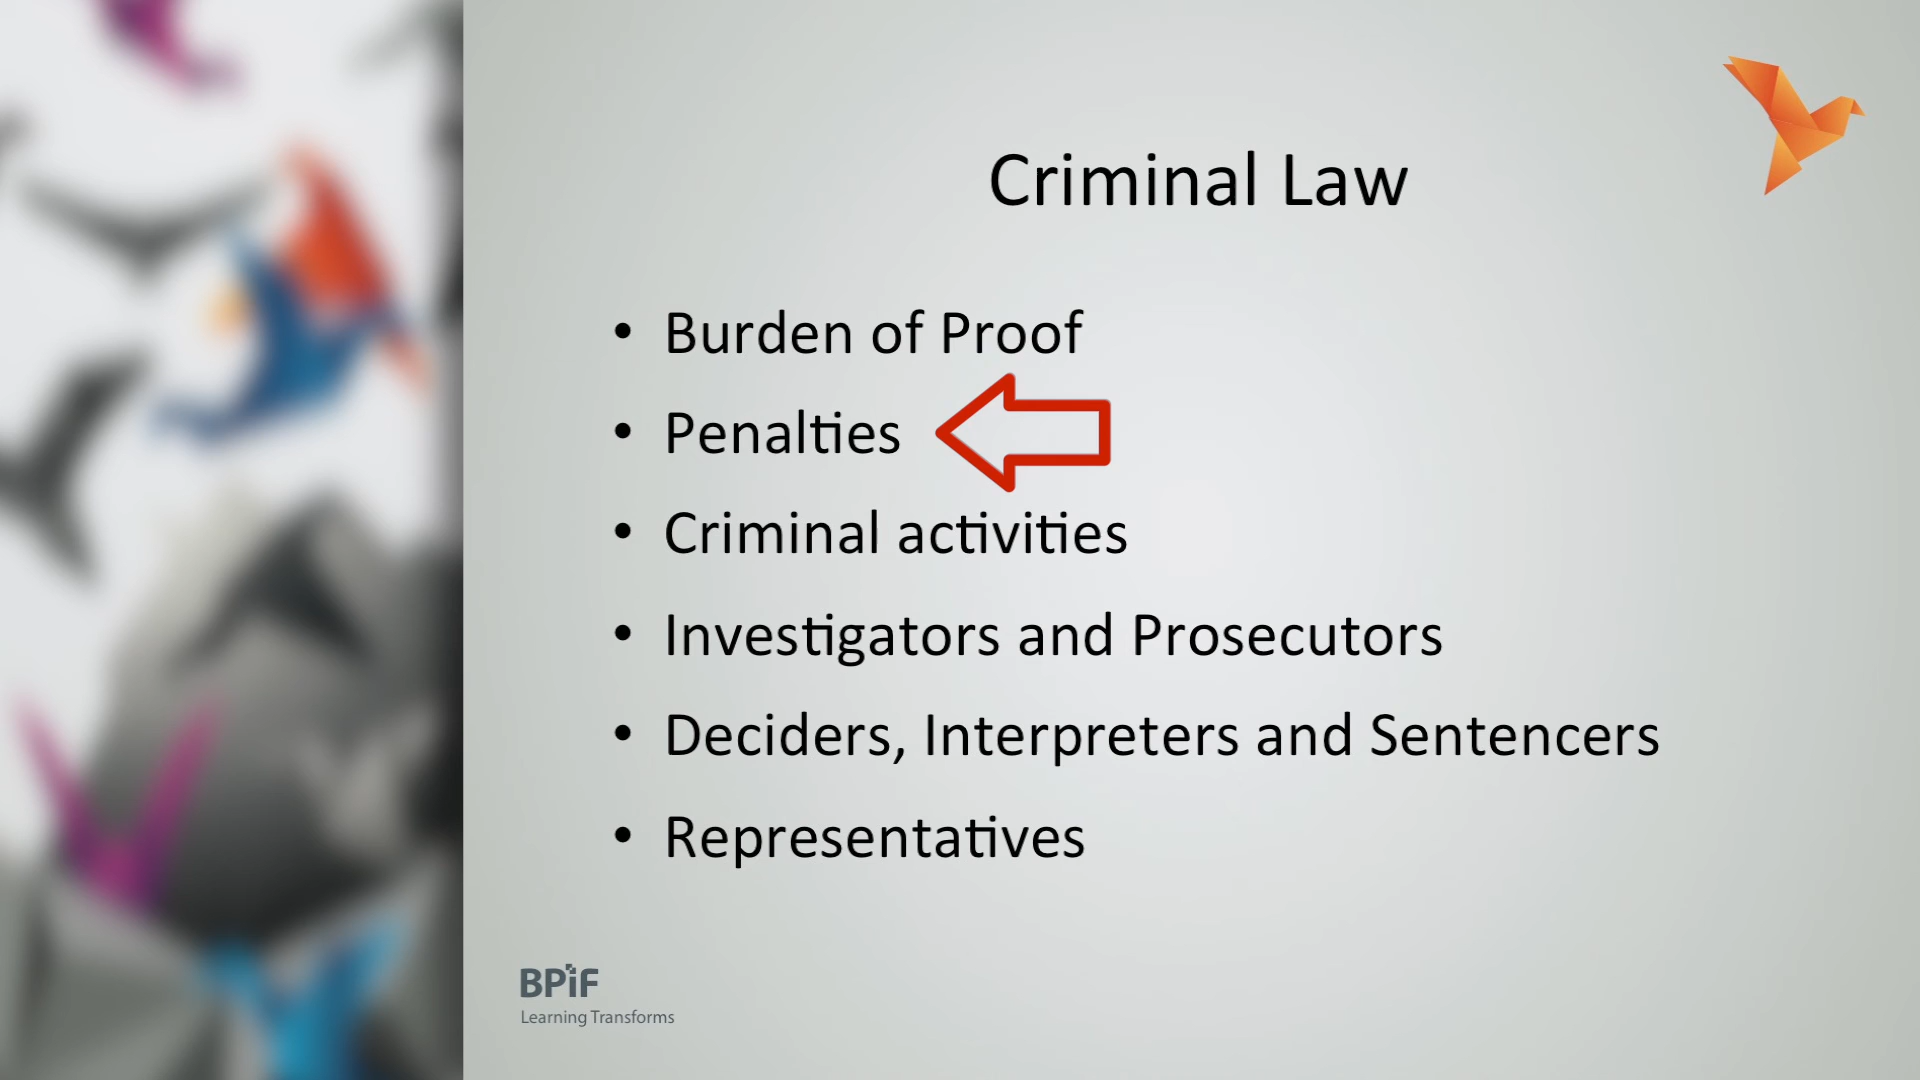 Criminal Law
• Burden of Proof
• Penalties
• Criminal activities
• Investigators and Prosecutors
• Deciders, Interpreters and Sentencers
• Representatives
BPiF
Learning Transforms